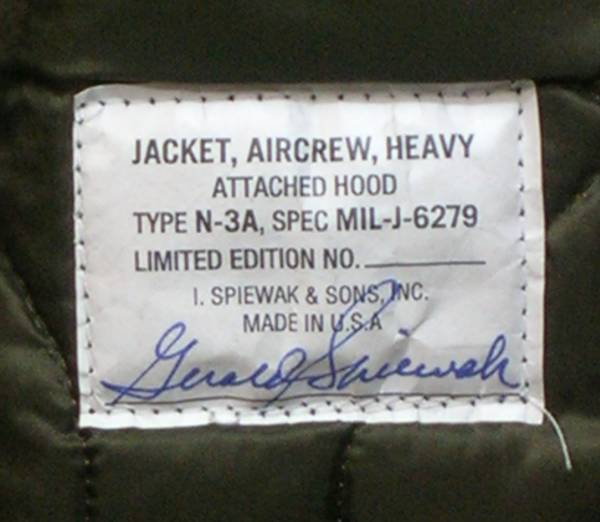 JACKET, AIRCREW, HEAVY
ATTACHED HOOD
TYPE N-3A, SPEC MIL-J-6279
LIMITED EDITION NO.
I. SPIEWAK & SONS, INC.
MADE IN U.S.A
Gerald Spiewak